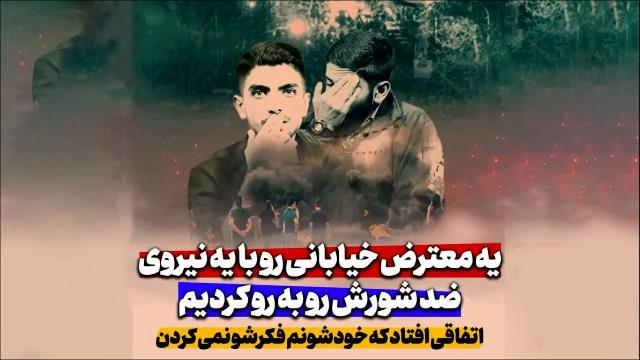 یه معترض خیابانی رو با یه نیروی
ضد شورش رو به رو کردیم
اتفاقی افتاد که خودشونم فکرشو نمی کردن